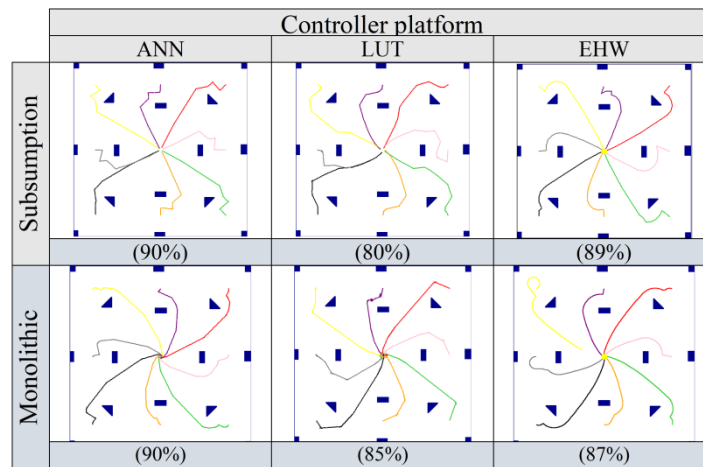 Controller platform
ANN LUT EHW
Subsumption
(90%) (80%) (89%)
Monolithic
(90%) (85%) (87%)